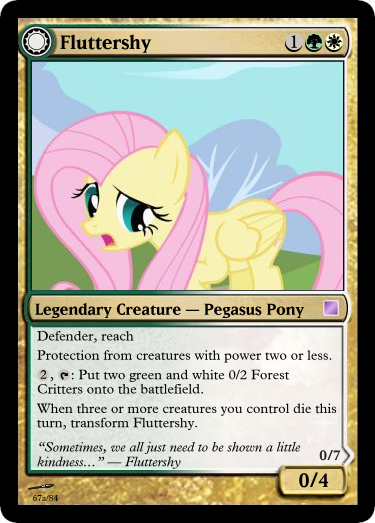 Fluttershy 1
Legendary Creature — Pegasus Pony
Defender, reach
Protection from creatures with power two or less.
2, : Put two green and white 0/2 Forest
Critters onto the battlefield.
When three or more creatures you control die this
turn, transform Fluttershy.
“Sometimes, we all just need to be shown a little
kindness...” — Fluttershy
0/7
0/4
67a/84